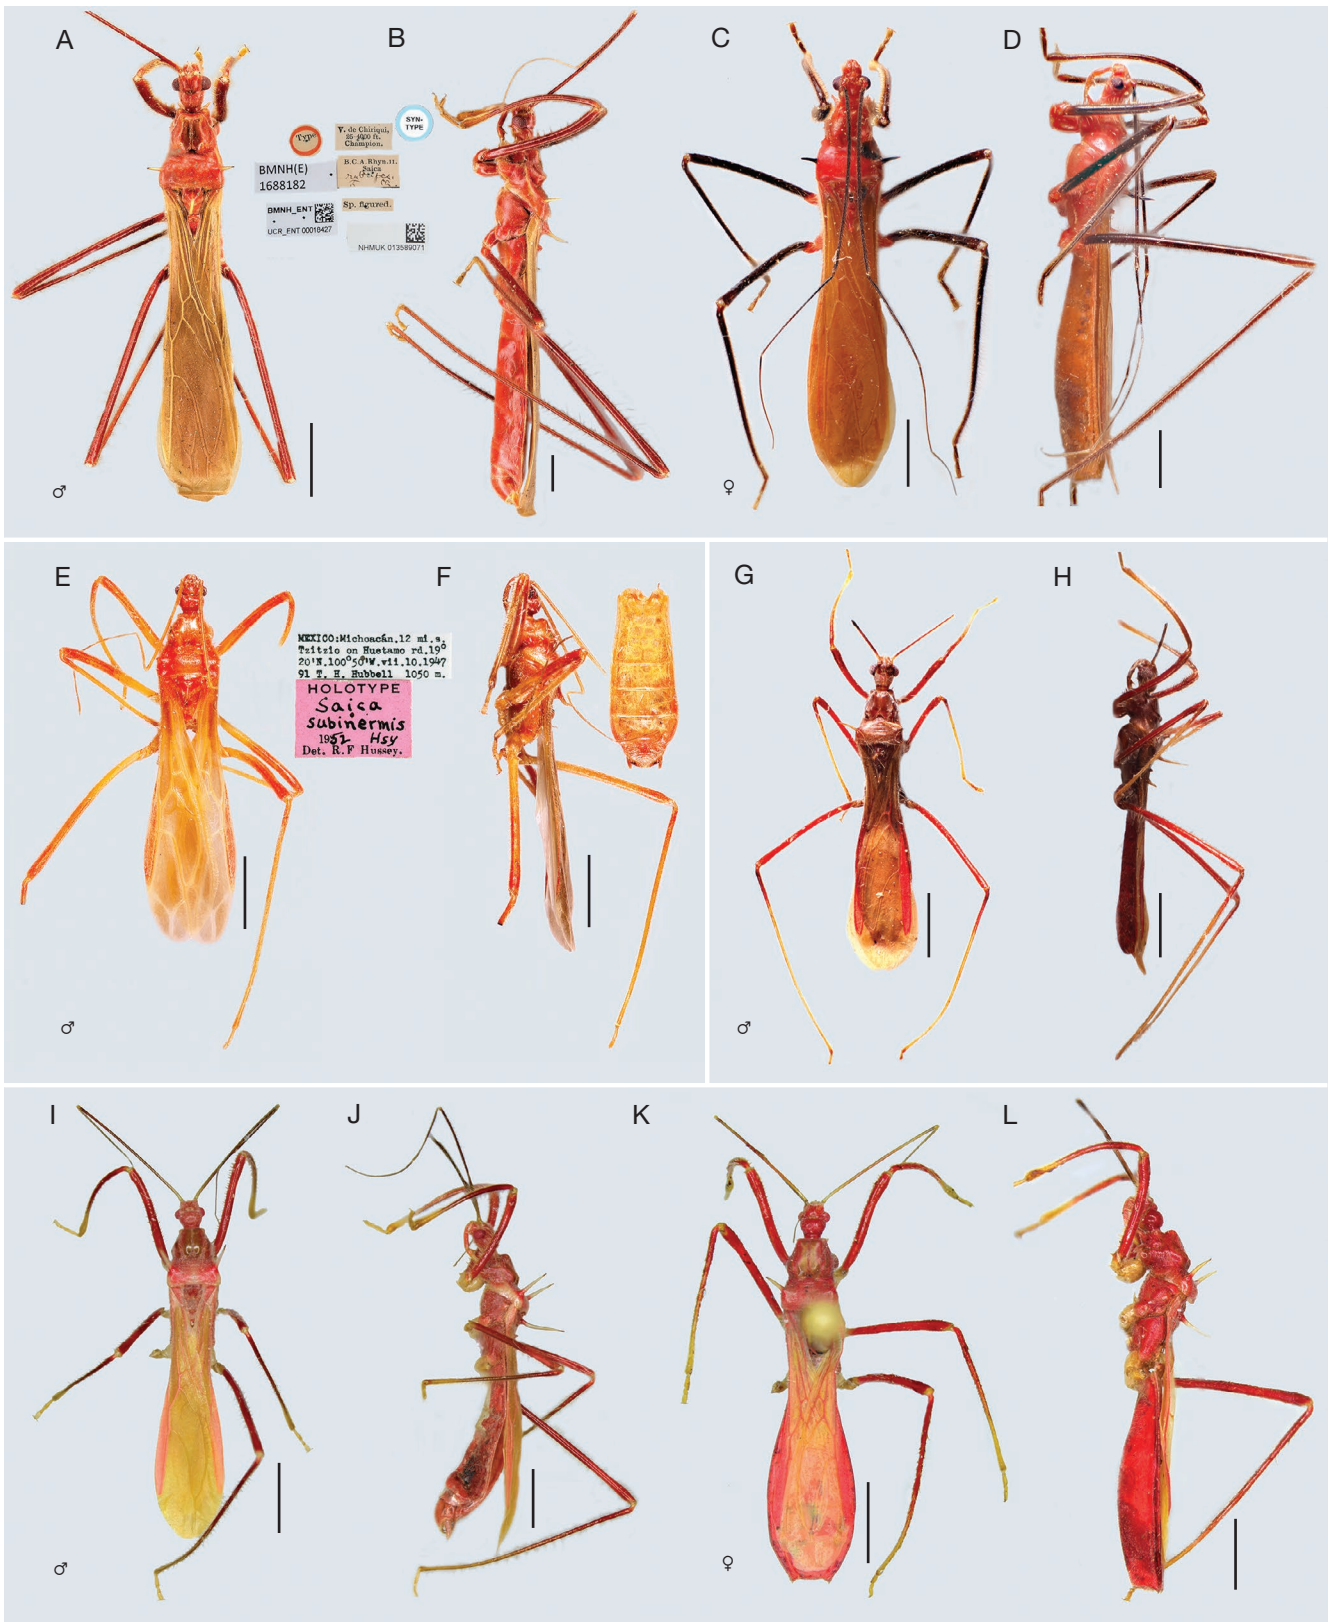 A
B
C
D
Type
V. de Chiriqui,
25-4000 ft.
Champion.
SYN-
TYPE
BMNH(E)
1688182
B.C.A. Rhyn. II.
Saica
Sp. figured.
BMNH_ENT
UCR_ENT 00018427
NHMUK 013589071
♂
♀
E
F
MEXICO:Michoacán.12 mi.s.
Tzitzio on Huetamo rd.19°
20'N.100°50'W.vii.10.1947
91 T. H. Hubbell 1050 m.
HOLOTYPE
Saica
subinermis
1952 Hsy
Det. R.F Hussey.
♂
G
H
♂
I
J
K
L
♂
♀